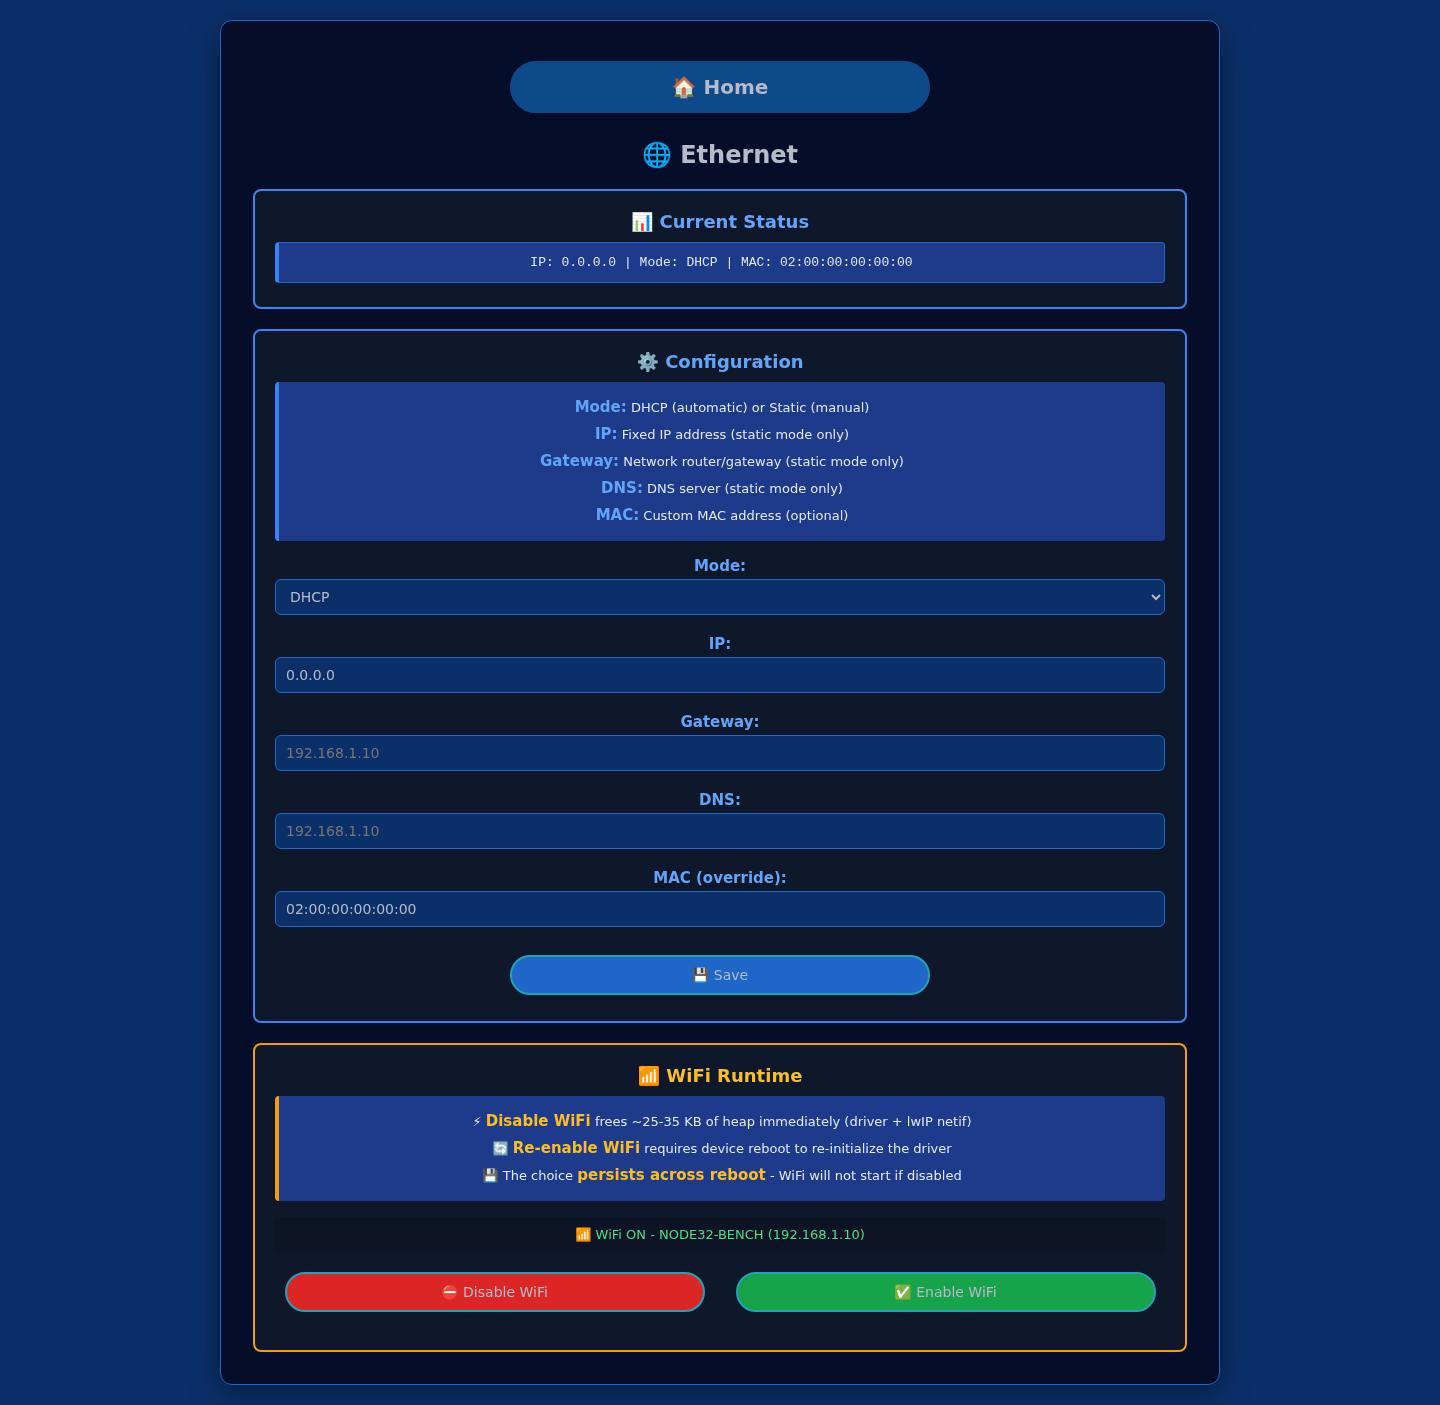 🏠 Home
🌐 Ethernet
📊 Current Status
IP: 0.0.0.0 | Mode: DHCP | MAC: 02:00:00:00:00:00
⚙️ Configuration
Mode: DHCP (automatic) or Static (manual)
IP: Fixed IP address (static mode only)
Gateway: Network router/gateway (static mode only)
DNS: DNS server (static mode only)
MAC: Custom MAC address (optional)
Mode:
DHCP
IP:
0.0.0.0
Gateway:
192.168.1.10
DNS:
192.168.1.10
MAC (override):
02:00:00:00:00:00
💾 Save
📶 WiFi Runtime
⚡ Disable WiFi frees ~25-35 KB of heap immediately (driver + lwIP netif)
🔄 Re-enable WiFi requires device reboot to re-initialize the driver
💾 The choice persists across reboot - WiFi will not start if disabled
📶 WiFi ON - NODE32-BENCH (192.168.1.10)
⛔ Disable WiFi
✅ Enable WiFi